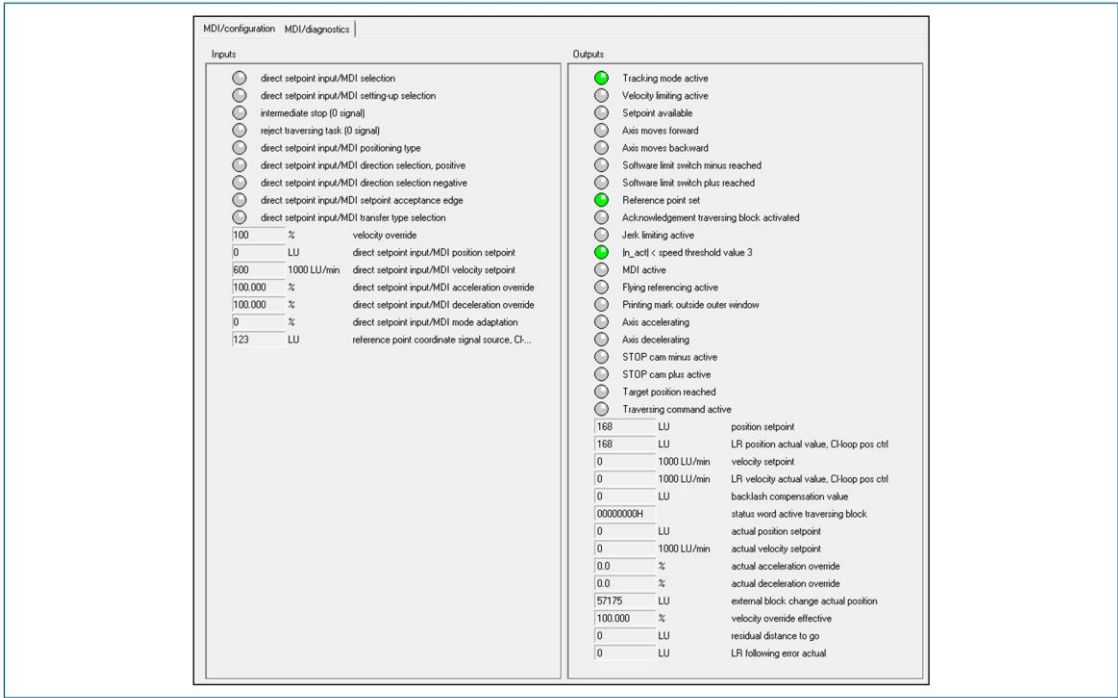 MDI/configuration MDI/diagnostics
Inputs
direct setpoint input/MDI selection
direct setpoint input/MDI setting-up selection
intermediate stop (0 signal)
reject traversing task (0 signal)
direct setpoint input/MDI positioning type
direct setpoint input/MDI direction selection, positive
direct setpoint input/MDI direction selection negative
direct setpoint input/MDI setpoint acceptance edge
direct setpoint input/MDI transfer type selection
100 % velocity override
0 LU direct setpoint input/MDI position setpoint
600 1000 LU/min direct setpoint input/MDI velocity setpoint
100.000 % direct setpoint input/MDI acceleration override
100.000 % direct setpoint input/MDI deceleration override
0 % direct setpoint input/MDI mode adaptation
123 LU reference point coordinate signal source, CI-...
Outputs
Tracking mode active
Velocity limiting active
Setpoint available
Axis moves forward
Axis moves backward
Software limit switch minus reached
Software limit switch plus reached
Reference point set
Acknowledgement traversing block activated
Jerk limiting active
|n_act| < speed threshold value 3
MDI active
Flying referencing active
Printing mark outside outer window
Axis accelerating
Axis decelerating
STOP cam minus active
STOP cam plus active
Target position reached
Traversing command active
168 LU position setpoint
168 LU LR position actual value, Cl-loop pos ctrl
0 1000 LU/min velocity setpoint
0 1000 LU/min LR velocity actual value, Cl-loop pos ctrl
0 LU backlash compensation value
00000000H status word active traversing block
0 LU actual position setpoint
0 1000 LU/min actual velocity setpoint
0.0 % actual acceleration override
0.0 % actual deceleration override
57175 LU external block change actual position
100.000 % velocity override effective
0 LU residual distance to go
0 LU LR following error actual